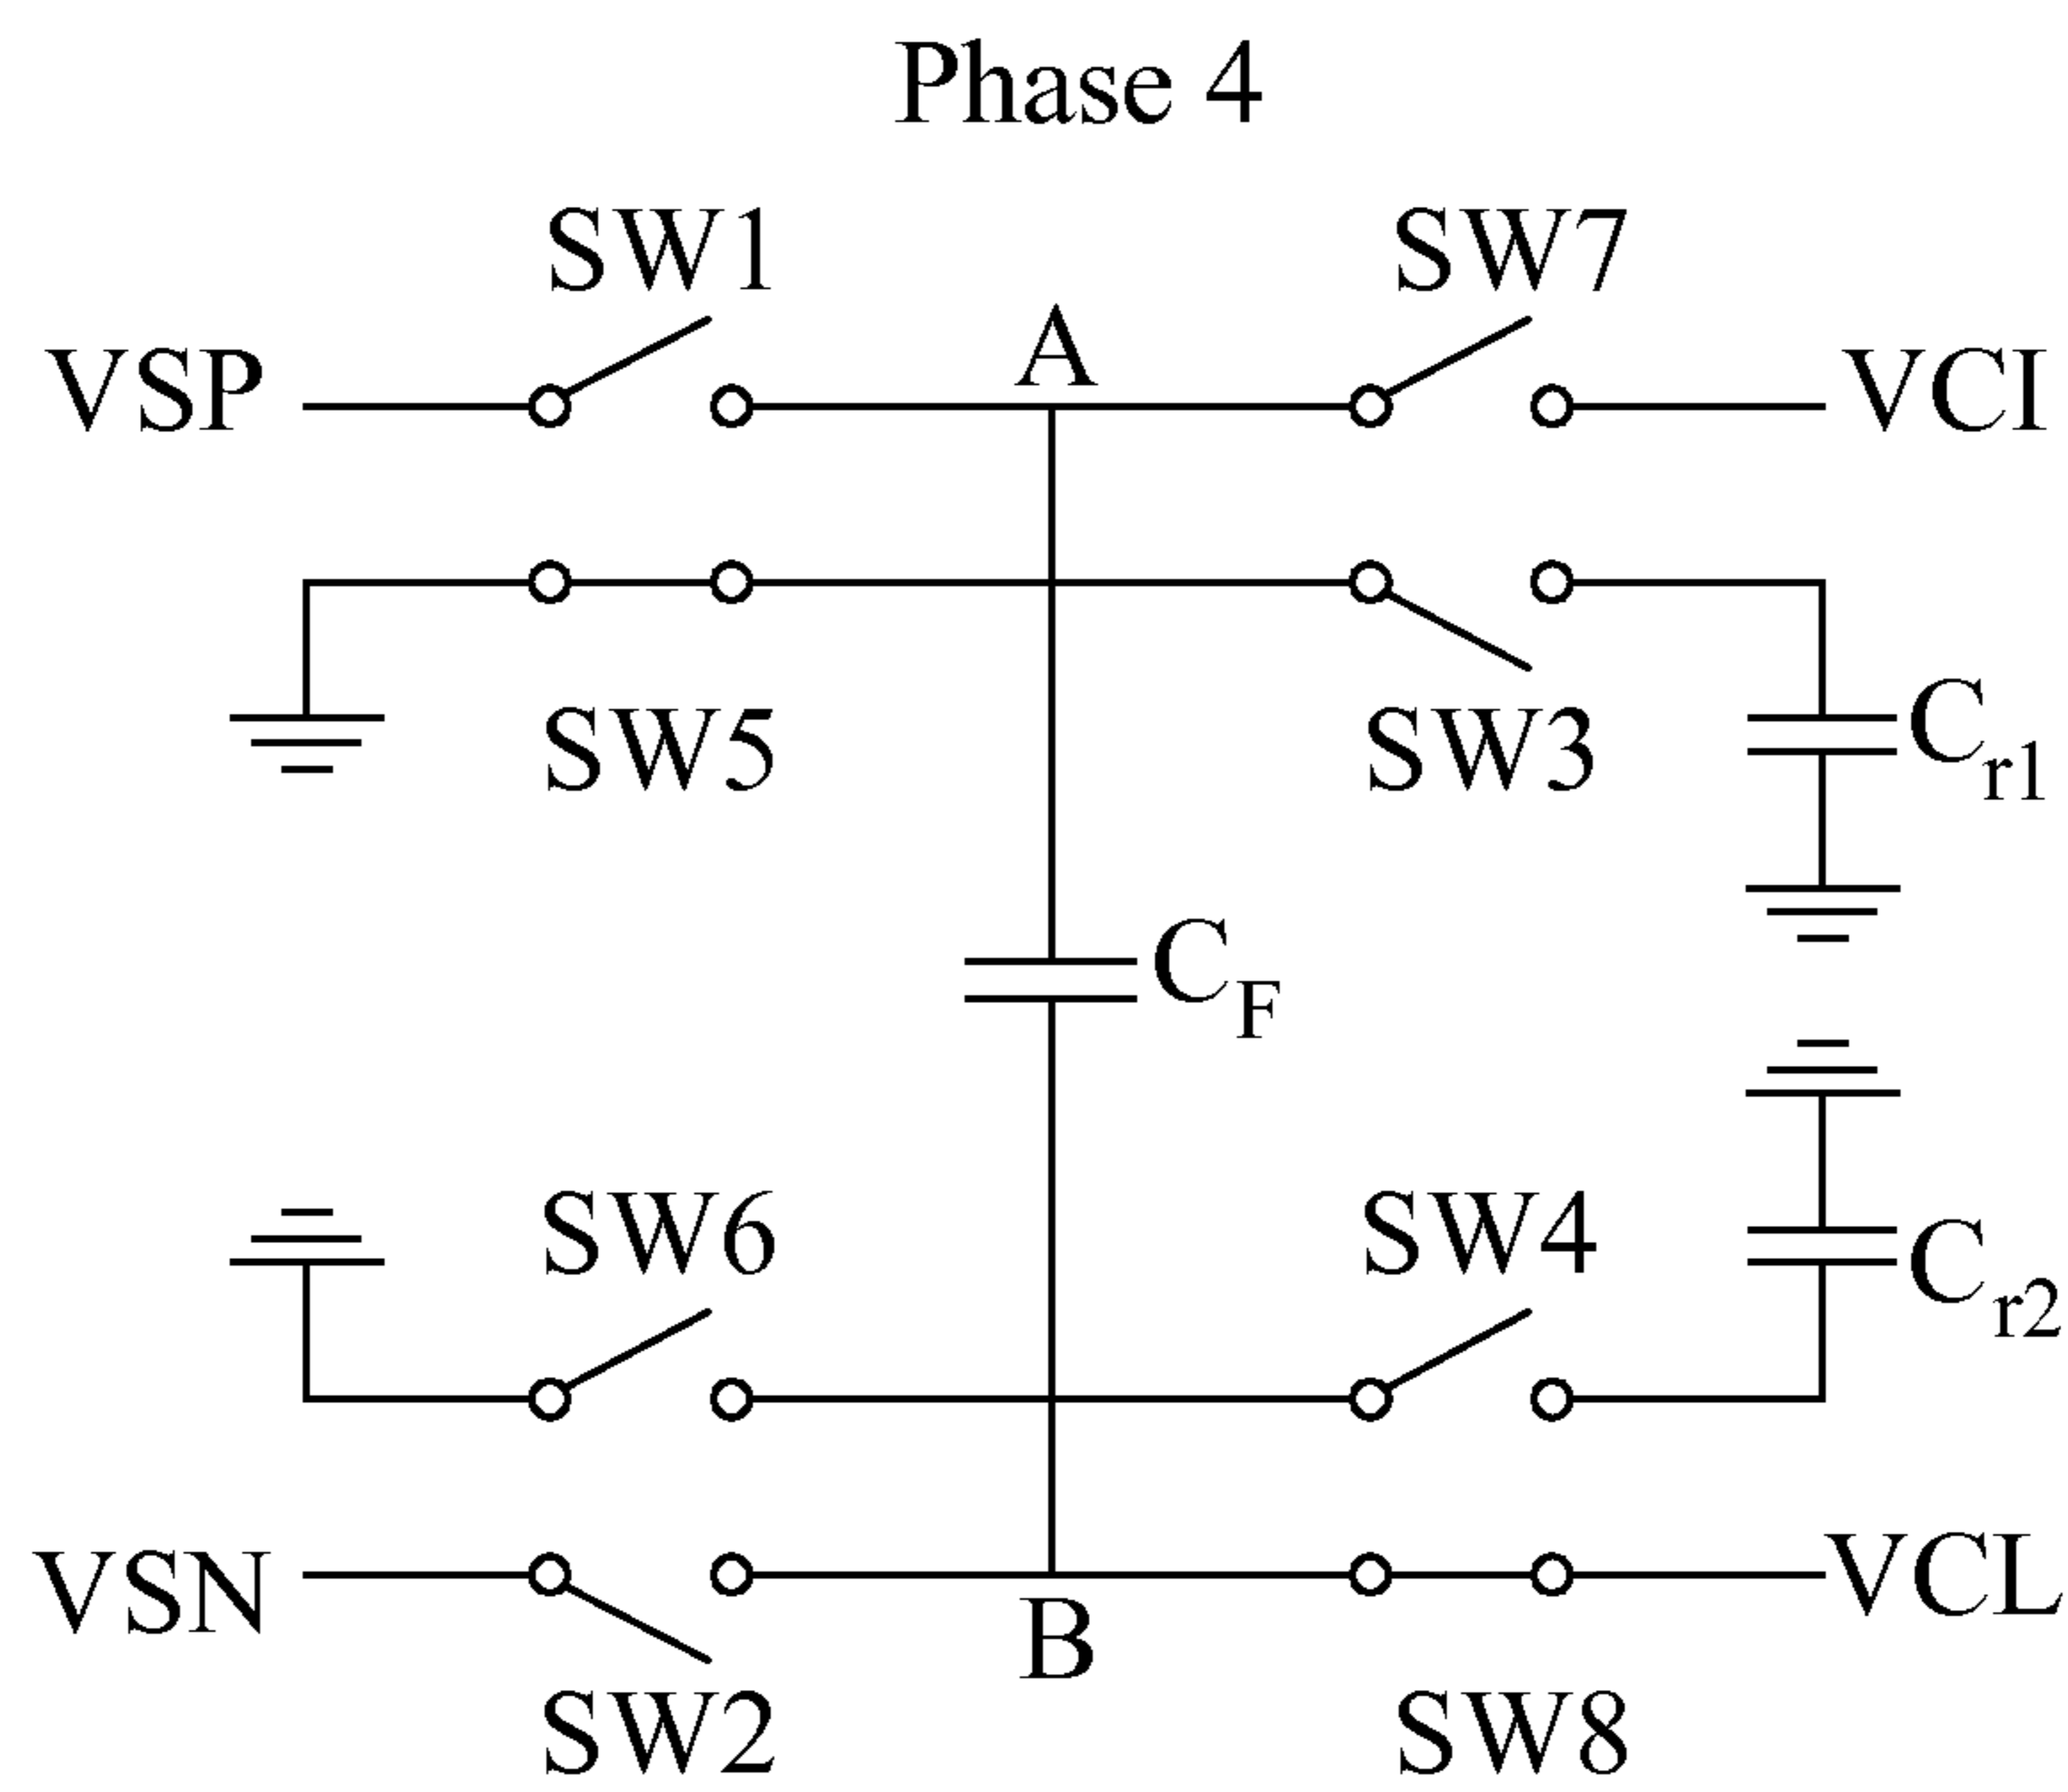 Phase 4
SW1 SW7
VSP A VCI
SW5 SW3 Cr1
CF
SW6 SW4 Cr2
VSN B VCL
SW2 SW8